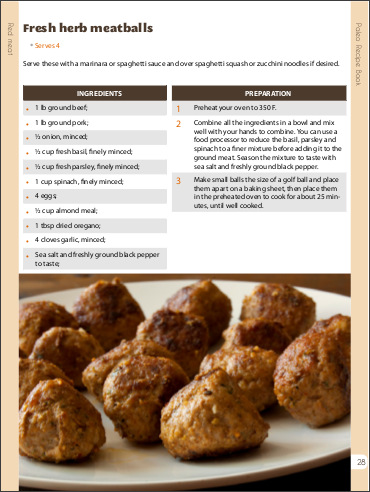 Fresh herb meatballs
• Serves 4
Serve these with a marinara or spaghetti sauce and over spaghetti squash or zucchini noodles if desired.
INGREDIENTS
• 1 lb ground beef;
• 1 lb ground pork;
• ½ onion, minced;
• ½ cup fresh basil, finely minced;
• ½ cup fresh parsley, finely minced;
• 1 cup spinach, finely minced;
• 4 eggs;
• ½ cup almond meal;
• 1 tbsp dried oregano;
• 4 cloves garlic, minced;
• Sea salt and freshly ground black pepper
to taste;
PREPARATION
1 Preheat your oven to 350 F.
2 Combine all the ingredients in a bowl and mix
well with your hands to combine. You can use a
food processor to reduce the basil, parsley and
spinach to a finer mixture before adding it to the
ground meat. Season the mixture to taste with
sea salt and freshly ground black pepper.
3 Make small balls the size of a golf ball and place
them apart on a baking sheet, then place them
in the preheated oven to cook for about 25 min-
utes, until well cooked.
Red meat
Paleo Recipe Book
28